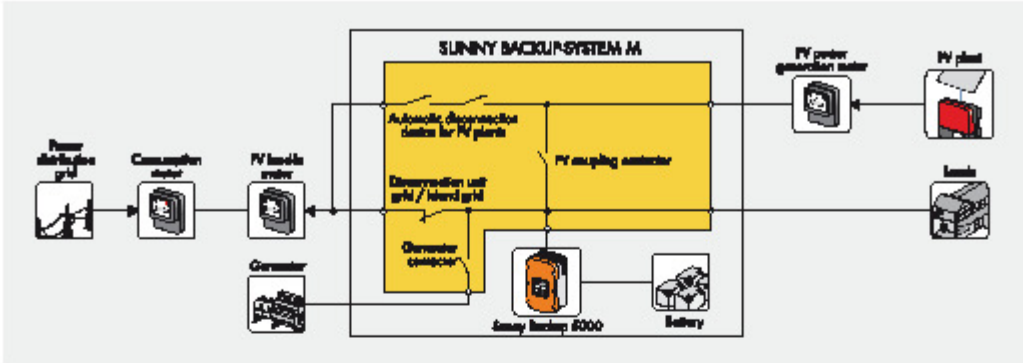 SUNNY BACKUP-SYSTEM M
PV power
generation meter
PV plant
Automatic disconnection
device for PV plants
Power
distribution
grid
Consumption
meter
PV feed-in
meter
PV coupling contactor
Disconnection unit
grid / island grid
Loads
Generator
contactor
Generator
Sunny Backup 5000
Battery